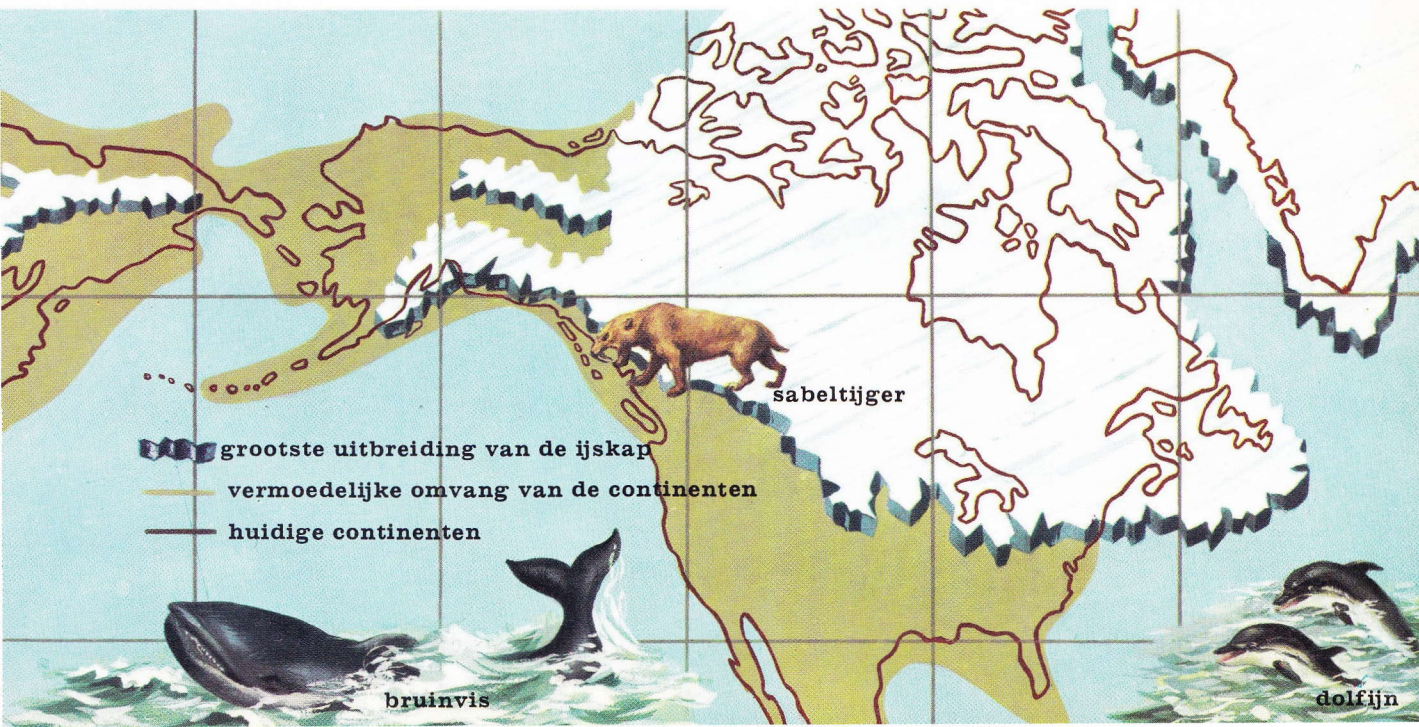 sabeltijger
grootste uitbreiding van de ijskap
vermoedelijke omvang van de continenten
huidige continenten
bruinvis
dolfijn